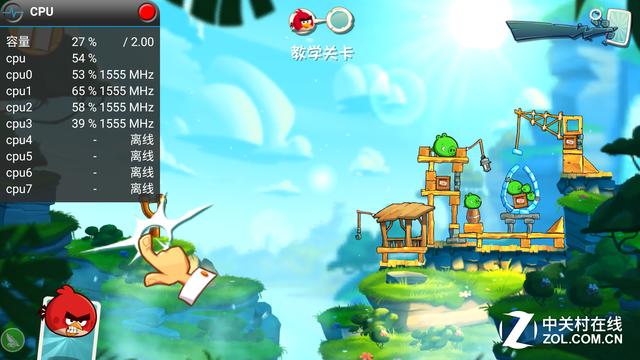 CPU
容量 27 % / 2.00
cpu 54 %
cpu0 53 % 1555 MHz
cpu1 65 % 1555 MHz
cpu2 58 % 1555 MHz
cpu3 39 % 1555 MHz
cpu4 - 离线
cpu5 - 离线
cpu6 - 离线
cpu7 - 离线
教学关卡
中关村在线
ZOL.COM.CN